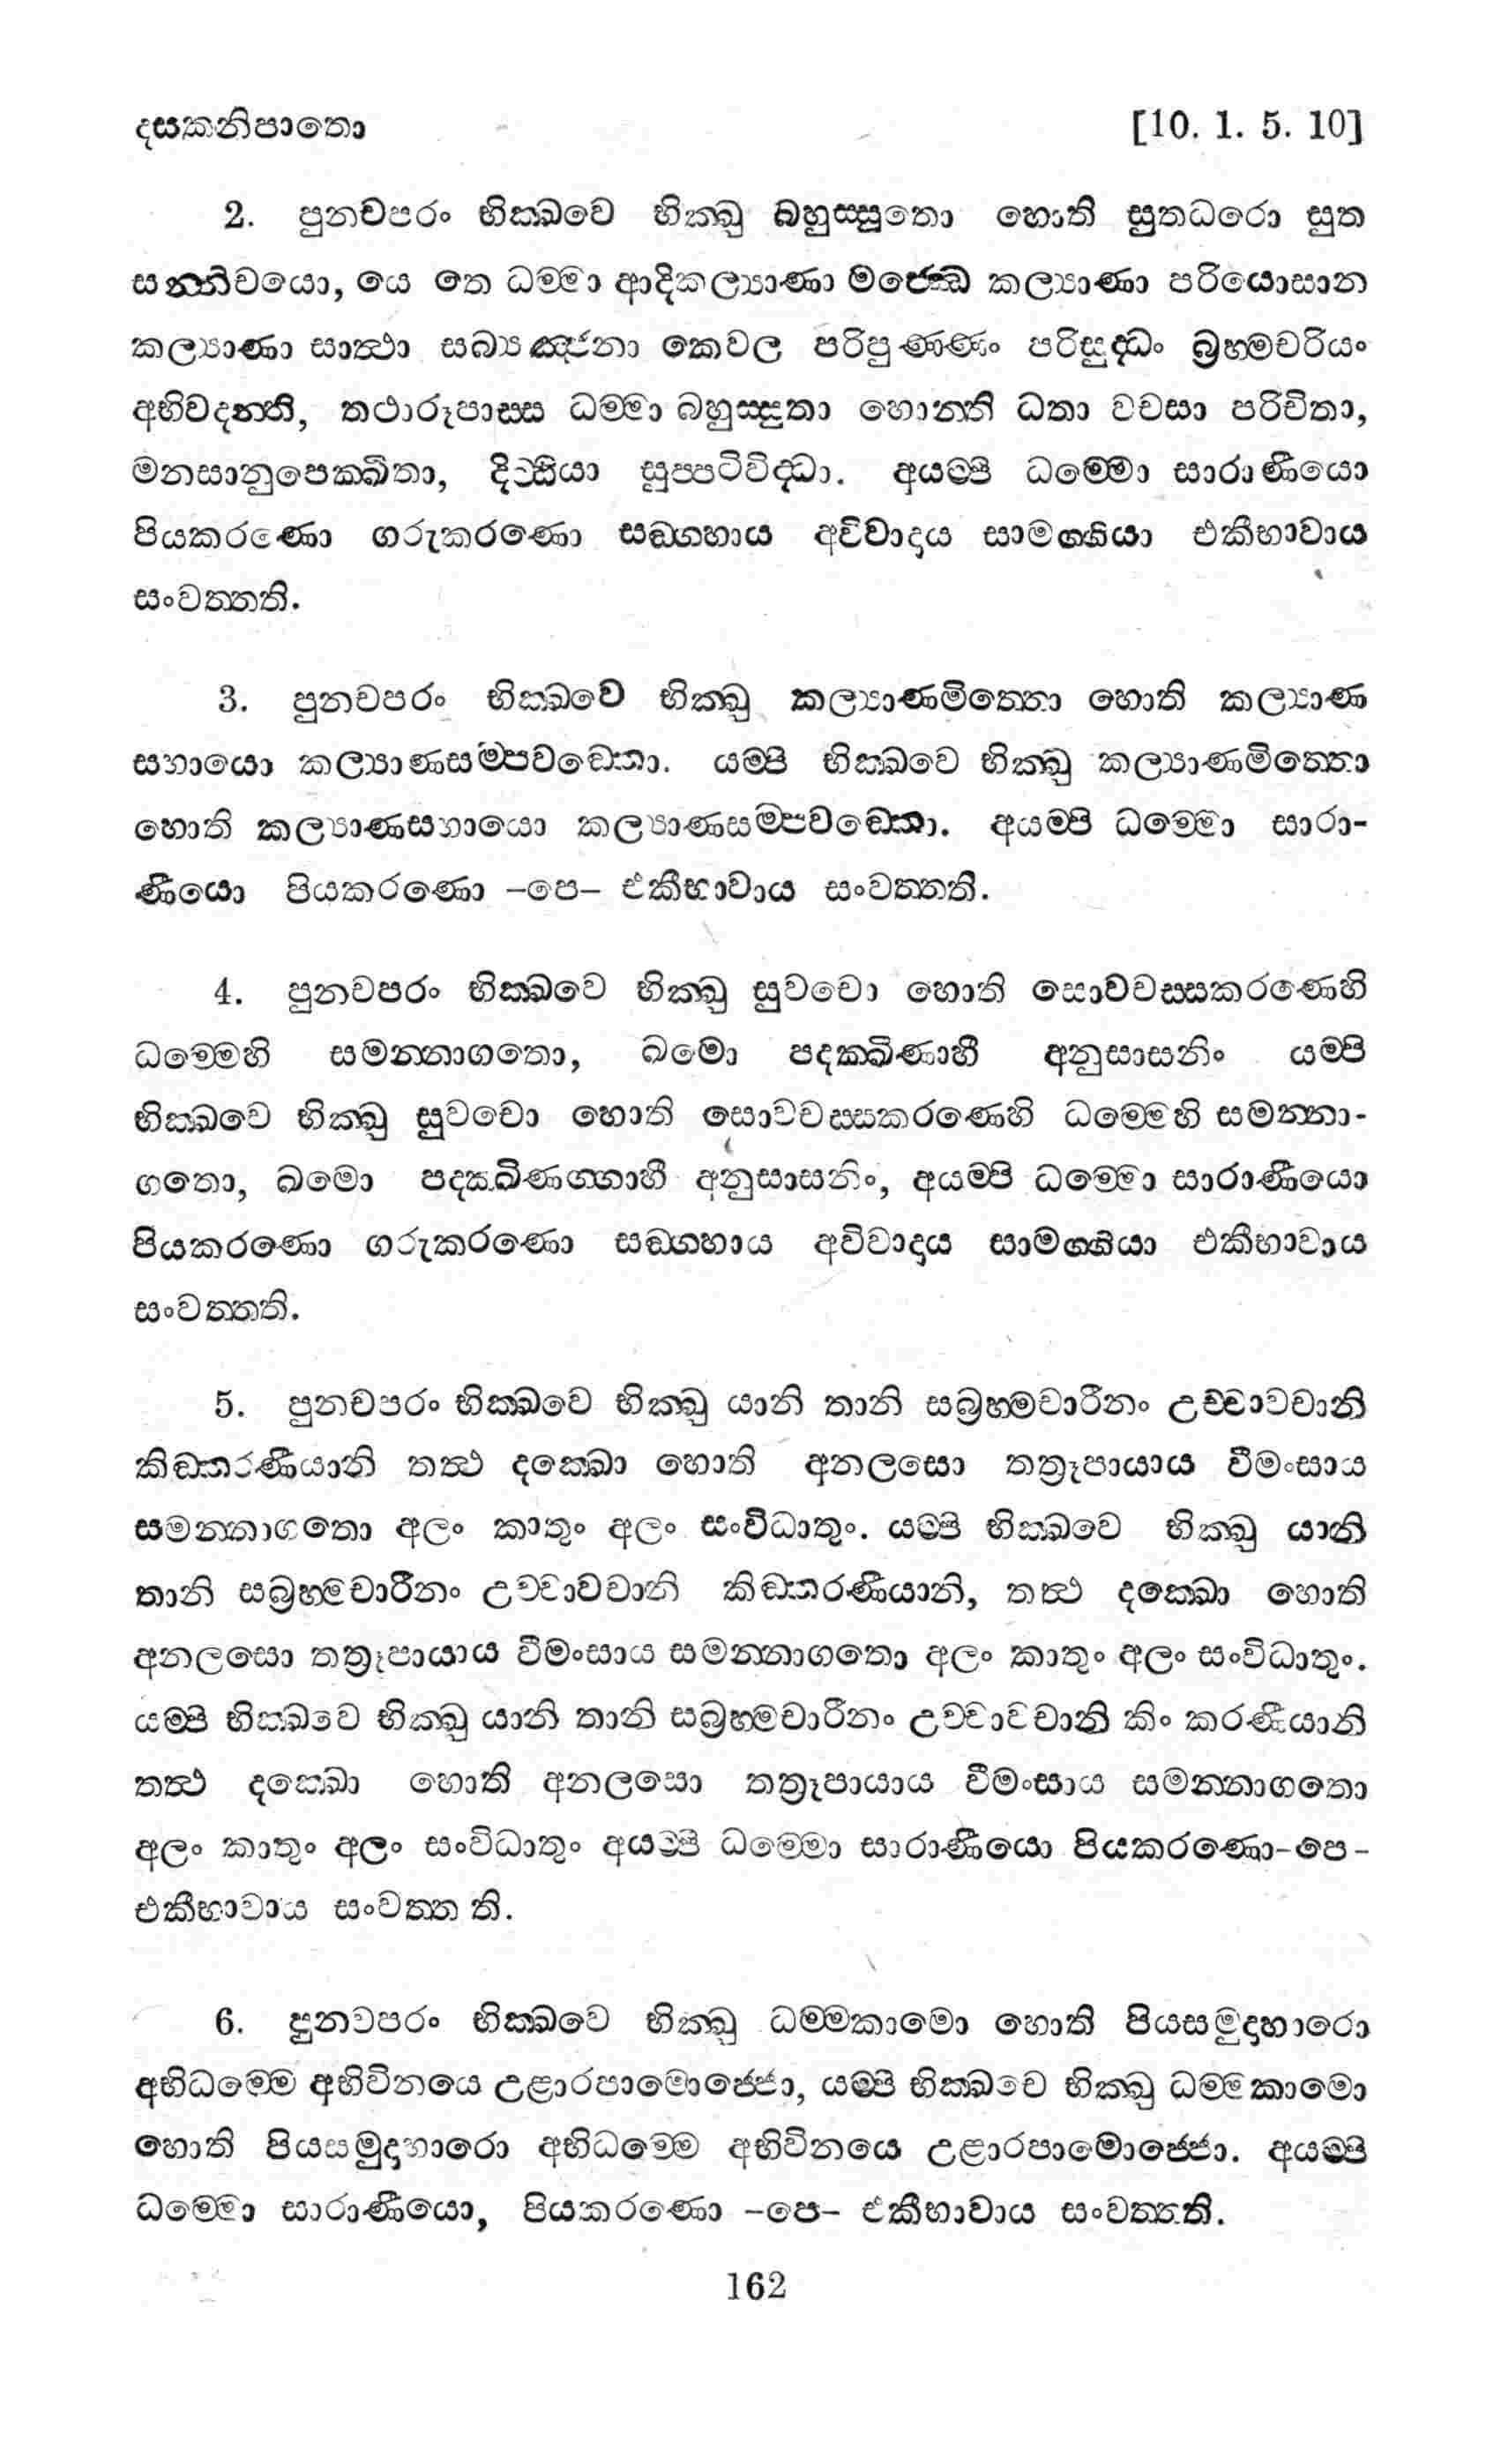 දසකනිපාතො [10. 1. 5. 10]
2. පුනචපරං භික්ඛවෙ භික්ඛු බහුස්සුතො හොති සුතධරො සුත
සන්නිචයො, යෙ තෙ ධම්මා ආදිකල්‍යාණා මජ්ඣෙ කල්‍යාණා පරියොසාන
කල්‍යාණා සාත්ථා සබ්‍යඤ්ජනා කෙවල පරිපුණ්ණං පරිසුද්ධං බ්‍රහ්මචරියං
අභිවදන්ති, තථාරූපාස්ස ධම්මා බහුස්සුතා හොන්ති ධතා වචසා පරිචිතා,
මනසානුපෙක්ඛිතා, දිට්ඨියා සුප්පටිවිද්ධා. අයම්පි ධම්මො සාරාණීයො
පියකරණො ගරුකරණො සඞ්ගහාය අවිවාදාය සාමග්ගියා එකීභාවාය
සංවත්තති.
3. පුනචපරං භික්ඛවෙ භික්ඛු කල්‍යාණමිත්තො හොති කල්‍යාණ
සහායො කල්‍යාණසම්පවඞ්කො. යම්පි භික්ඛවෙ භික්ඛු කල්‍යාණමිත්තො
හොති කල්‍යාණසහායො කල්‍යාණසම්පවඞ්කො. අයම්පි ධම්මො සාරා-
ණීයො පියකරණො –පෙ– එකීභාවාය සංවත්තති.
4. පුනචපරං භික්ඛවෙ භික්ඛු සුවචො හොති සොවචස්සකරණෙහි
ධම්මෙහි සමන්නාගතො, ඛමො පදක්ඛිණාහී අනුසාසනිං යම්පි
භික්ඛවෙ භික්ඛු සුවචො හොති සොවචස්සකරණෙහි ධම්මෙහි සමන්නා-
ගතො, ඛමො පදක්ඛිණග්ගාහී අනුසාසනිං, අයම්පි ධම්මො සාරාණීයො
පියකරණො ගරුකරණො සඞ්ගහාය අවිවාදාය සාමග්ගියා එකීභාවාය
සංවත්තති.
5. පුනචපරං භික්ඛවෙ භික්ඛු යානි තානි සබ්‍රහ්මචාරීනං උච්චාවචානි
කිඞ්කරණීයානි තත්ථ දක්ඛො හොති අනලසො තත්‍රූපායාය වීමංසාය
සමන්නාගතො අලං කාතුං අලං සංවිධාතුං. යම්පි භික්ඛවෙ භික්ඛු යානි
තානි සබ්‍රහ්මචාරීනං උච්චාවචානි කිඞ්කරණීයානි, තත්ථ දක්ඛො හොති
අනලසො තත්‍රූපායාය වීමංසාය සමන්නාගතො අලං කාතුං අලං සංවිධාතුං.
යම්පි භික්ඛවෙ භික්ඛු යානි තානි සබ්‍රහ්මචාරීනං උච්චාවචානි කිං කරණීයානි
තත්ථ දක්ඛො හොති අනලසො තත්‍රූපායාය වීමංසාය සමන්නාගතො
අලං කාතුං අලං සංවිධාතුං අයම්පි ධම්මො සාරාණීයො පියකරණො-පෙ-
එකීභාවාය සංවත්තති.
6. පුනචපරං භික්ඛවෙ භික්ඛු ධම්මකාමො හොති පියසමුදාහාරො
අභිධම්මෙ අභිවිනයෙ උළාරපාමොජ්ජො, යම්පි භික්ඛවෙ භික්ඛු ධම්මකාමො
හොති පියසමුදාහාරො අභිධම්මෙ අභිවිනයෙ උළාරපාමොජ්ජො. අයම්පි
ධම්මො සාරාණීයො, පියකරණො –පෙ– එකීභාවාය සංවත්තති.
162